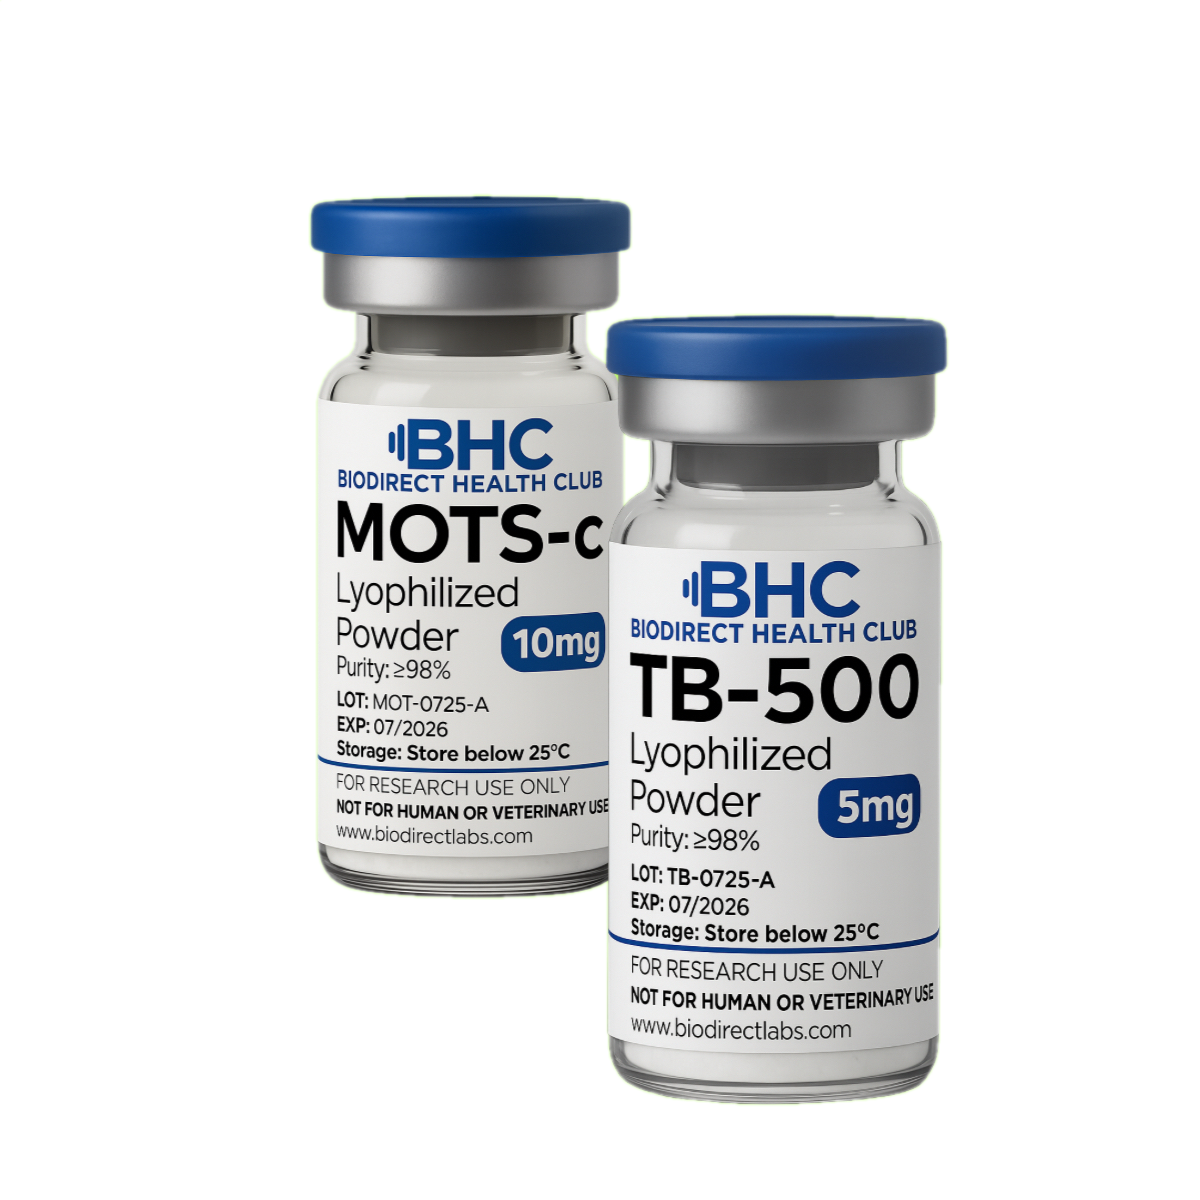 BHC
BIODIRECT HEALTH CLUB
MOTS-c
Lyophilized
Powder
10mg
Purity: ≥98%
LOT: MOT-0725-A
EXP: 07/2026
Storage: Store below 25°C
FOR RESEARCH USE ONLY
NOT FOR HUMAN OR VETERINARY USE
www.biodirectlabs.com
BHC
BIODIRECT HEALTH CLUB
TB-500
Lyophilized
Powder
5mg
Purity: ≥98%
LOT: TB-0725-A
EXP: 07/2026
Storage: Store below 25°C
FOR RESEARCH USE ONLY
NOT FOR HUMAN OR VETERINARY USE
www.biodirectlabs.com